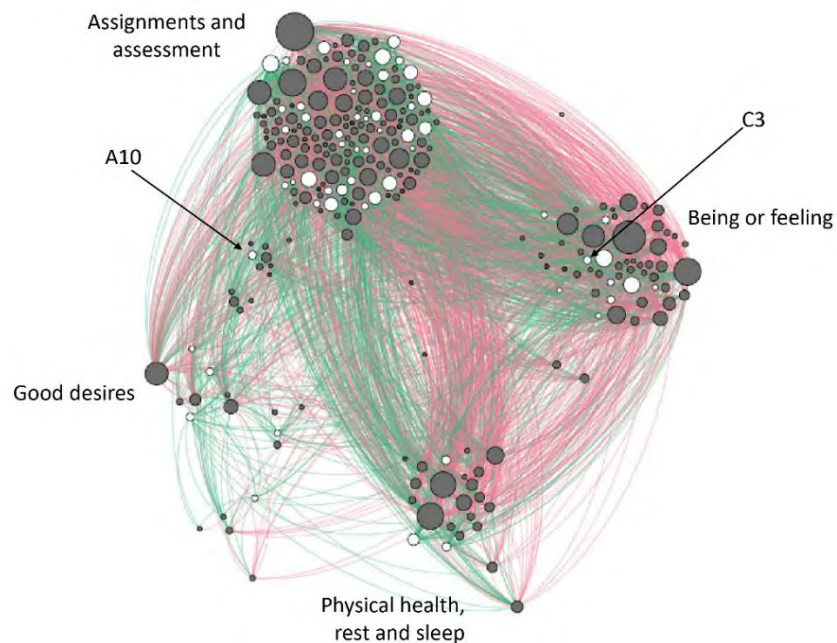 Assignments and
assessment
A10
C3
Being or feeling
Good desires
Physical health,
rest and sleep